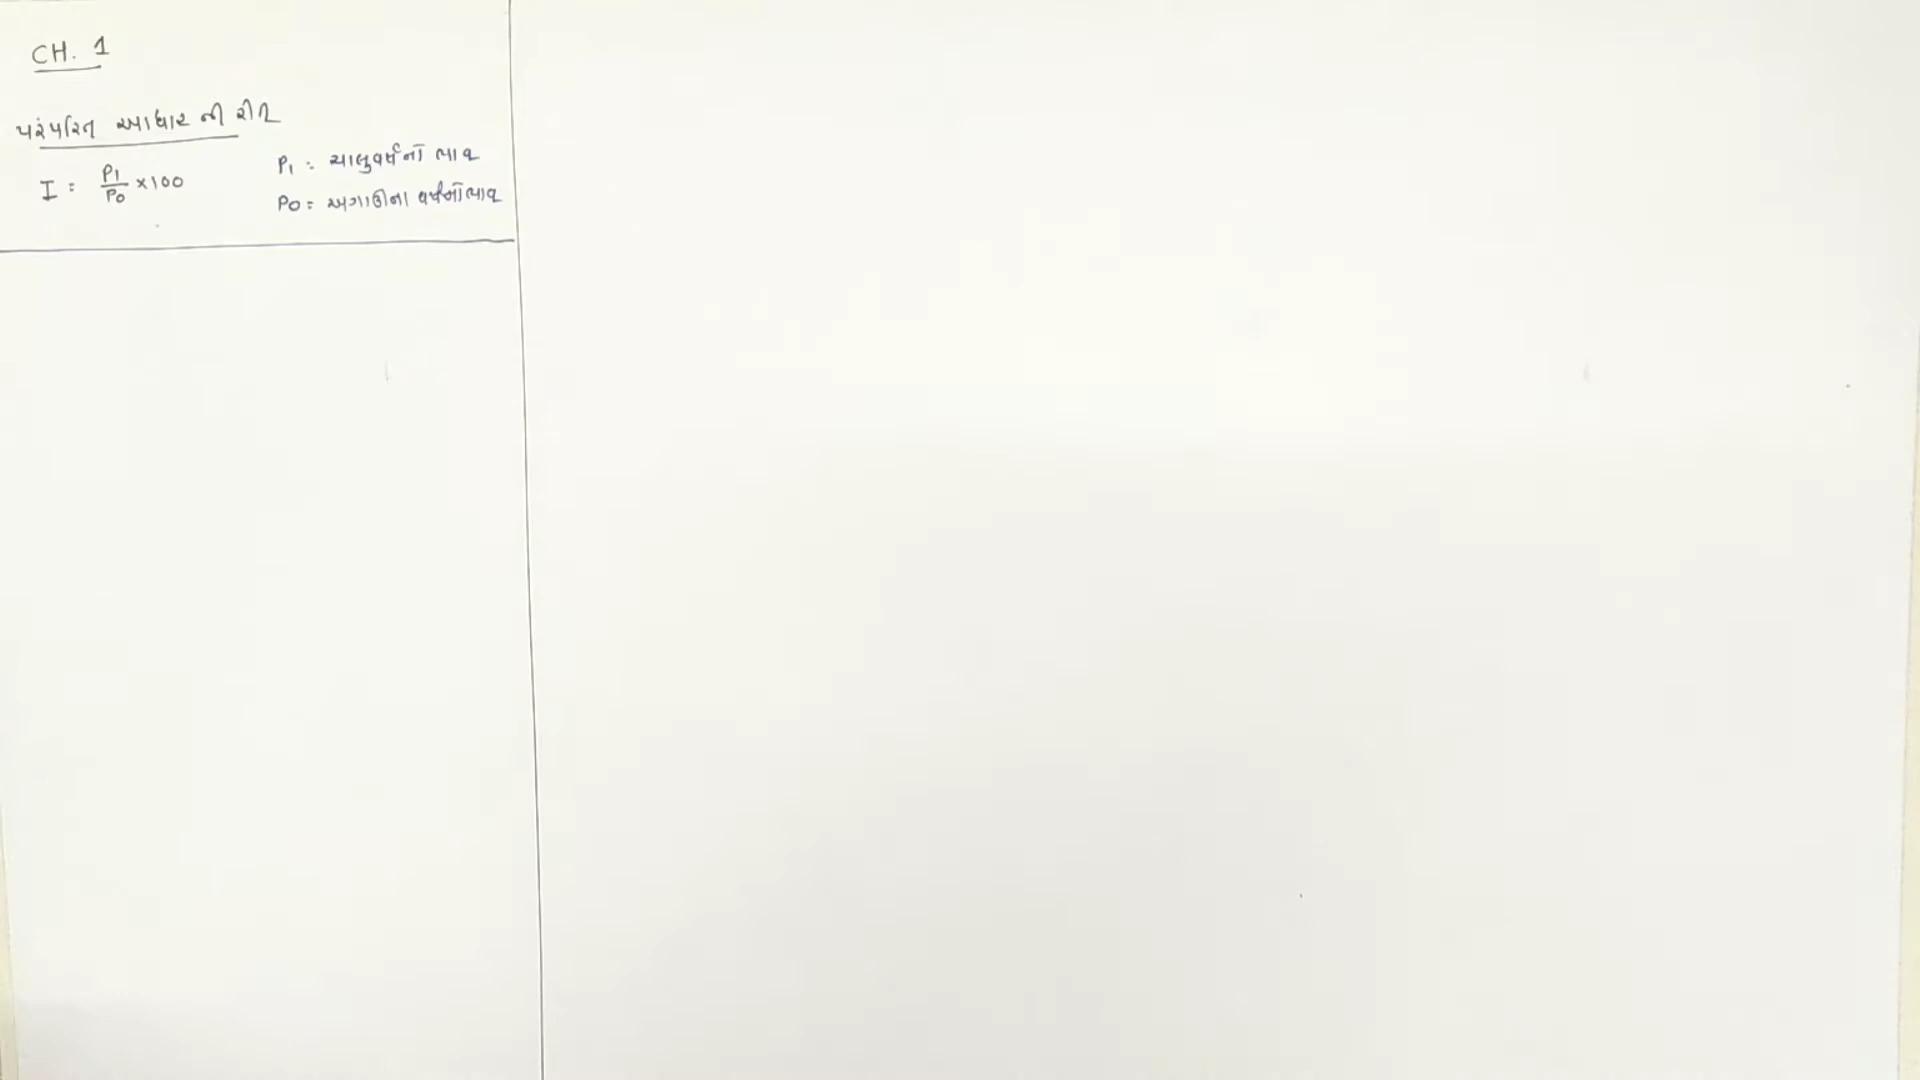 CH. 1
પરંપરિત આધાર ની રીત
I = P1/P0 ×100
P1 = ચાલુવર્ષનો ભાવ
P0 = અગાઉના વર્ષનોભાવ